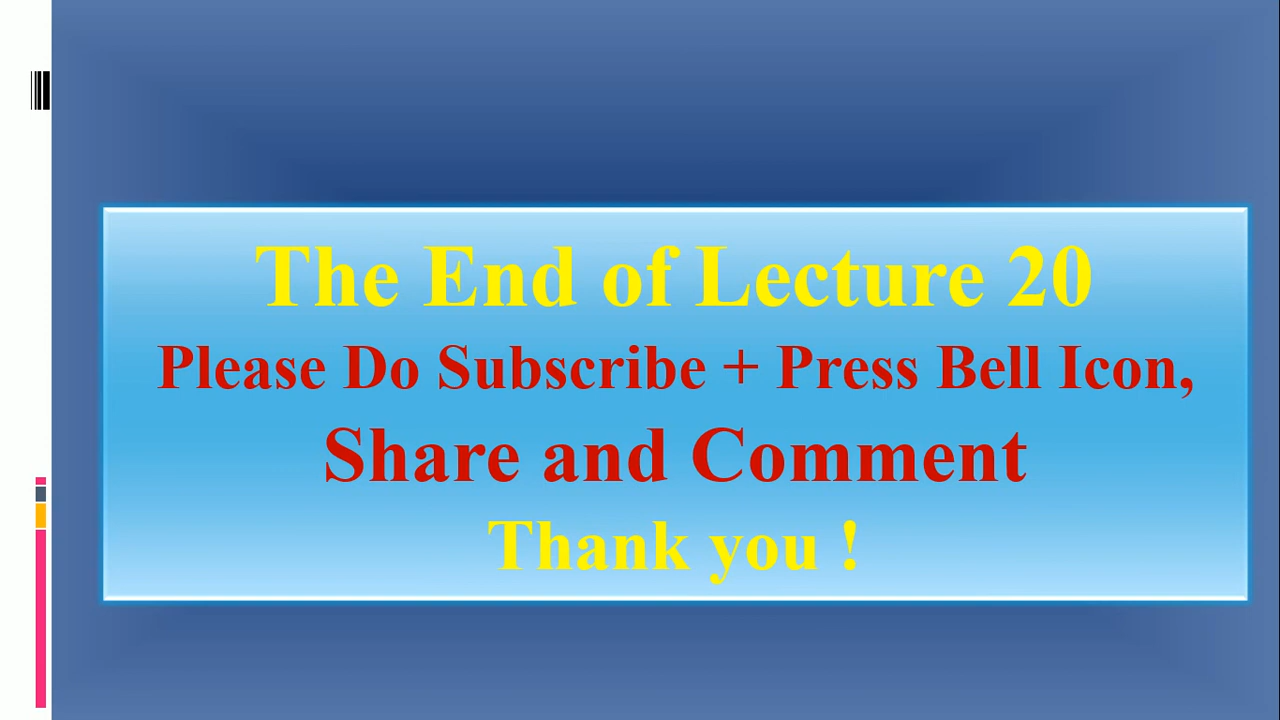 The End of Lecture 20
Please Do Subscribe + Press Bell Icon,
Share and Comment
Thank you !